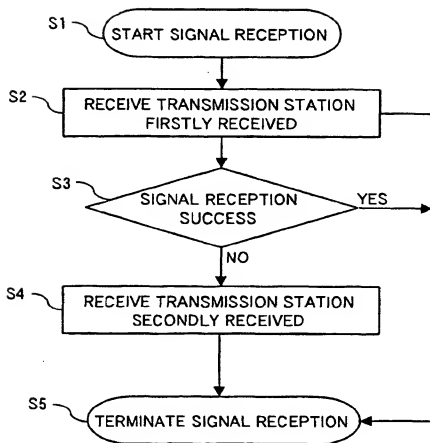 S1
START SIGNAL RECEPTION
S2
RECEIVE TRANSMISSION STATION
FIRSTLY RECEIVED
S3
SIGNAL RECEPTION
SUCCESS
YES
NO
S4
RECEIVE TRANSMISSION STATION
SECONDLY RECEIVED
S5
TERMINATE SIGNAL RECEPTION